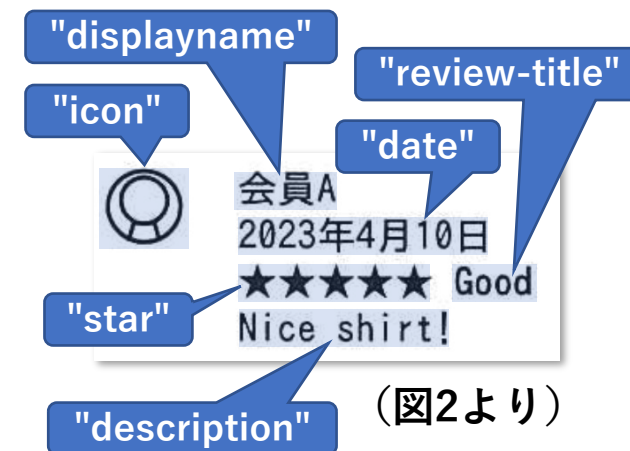 "displayname"
"review-title"
"icon"
"date"
会員A
2023年4月10日
★★★★★ Good
"star"
Nice shirt!
(図2より)
"description"